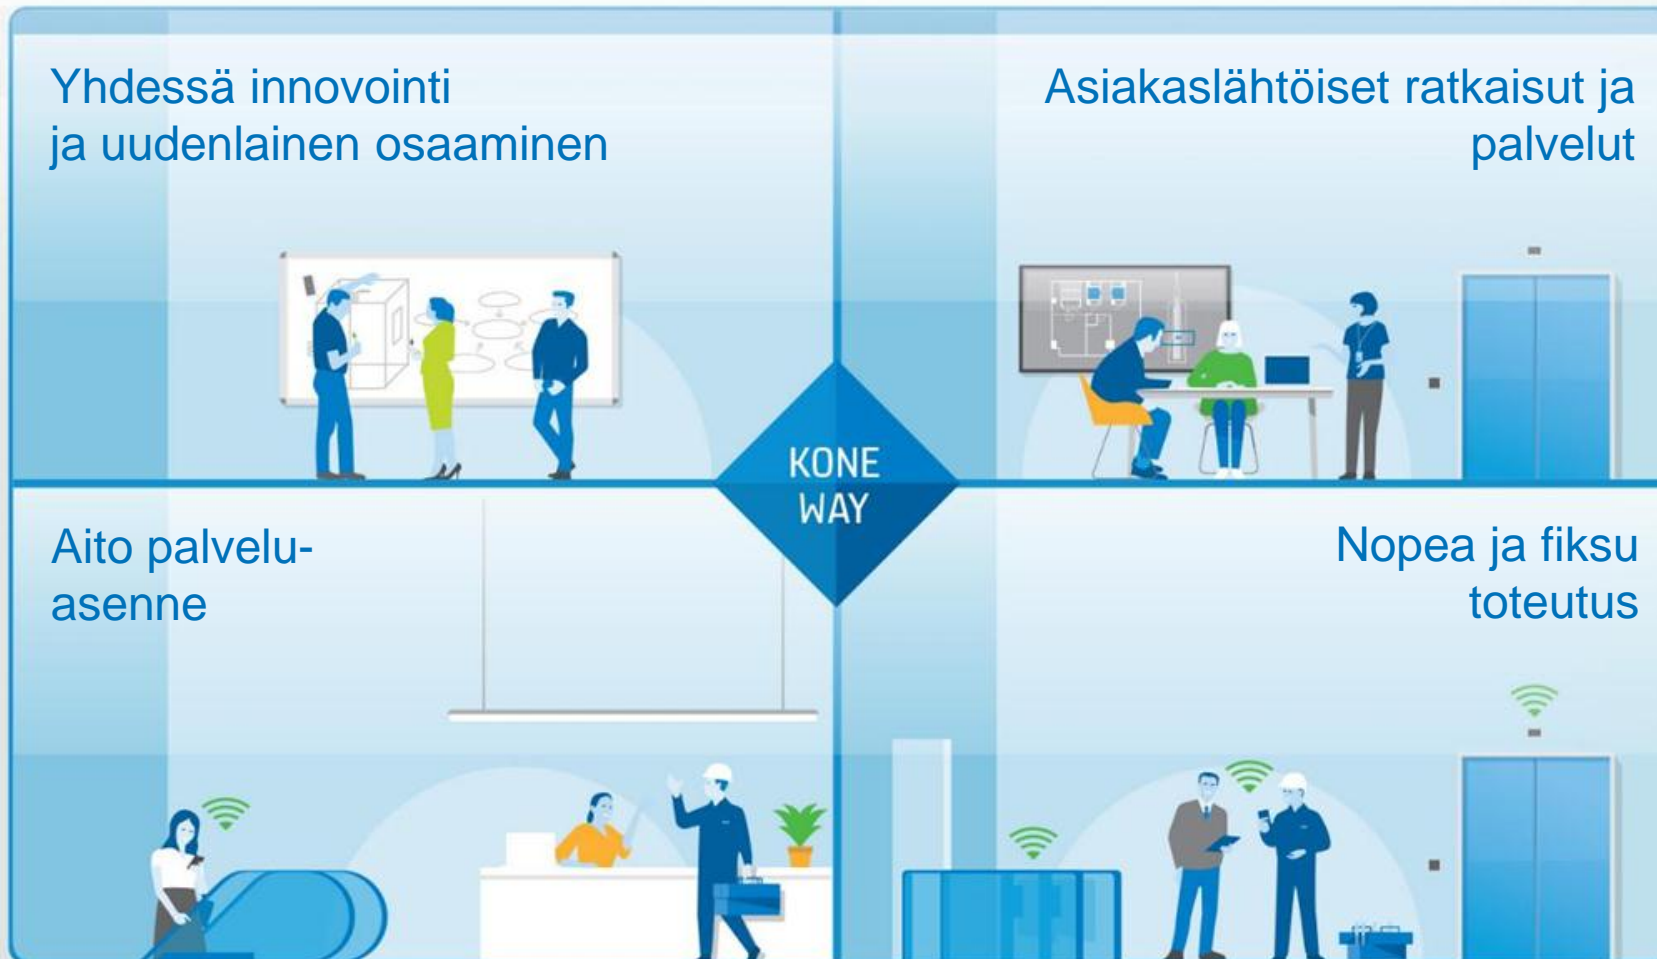 Yhdessä innovointi
ja uudenlainen osaaminen
Asiakaslähtöiset ratkaisut ja
palvelut
KONE
WAY
Aito palvelu-
asenne
Nopea ja fiksu
toteutus